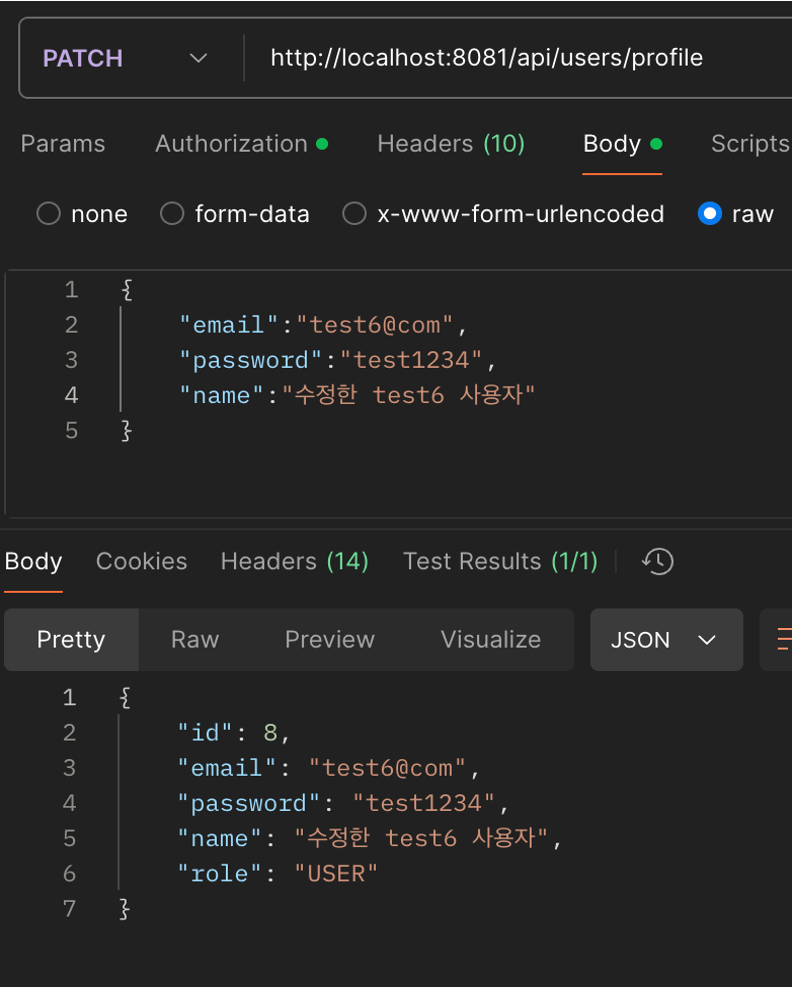 PATCH http://localhost:8081/api/users/profile
Params Authorization Headers (10) Body Scripts
none form-data x-www-form-urlencoded raw
1 {
2 "email":"test6@com",
3 "password":"test1234",
4 "name":"수정한 test6 사용자"
5 }
Body Cookies Headers (14) Test Results (1/1)
Pretty Raw Preview Visualize JSON
1 {
2 "id": 8,
3 "email": "test6@com",
4 "password": "test1234",
5 "name": "수정한 test6 사용자",
6 "role": "USER"
7 }